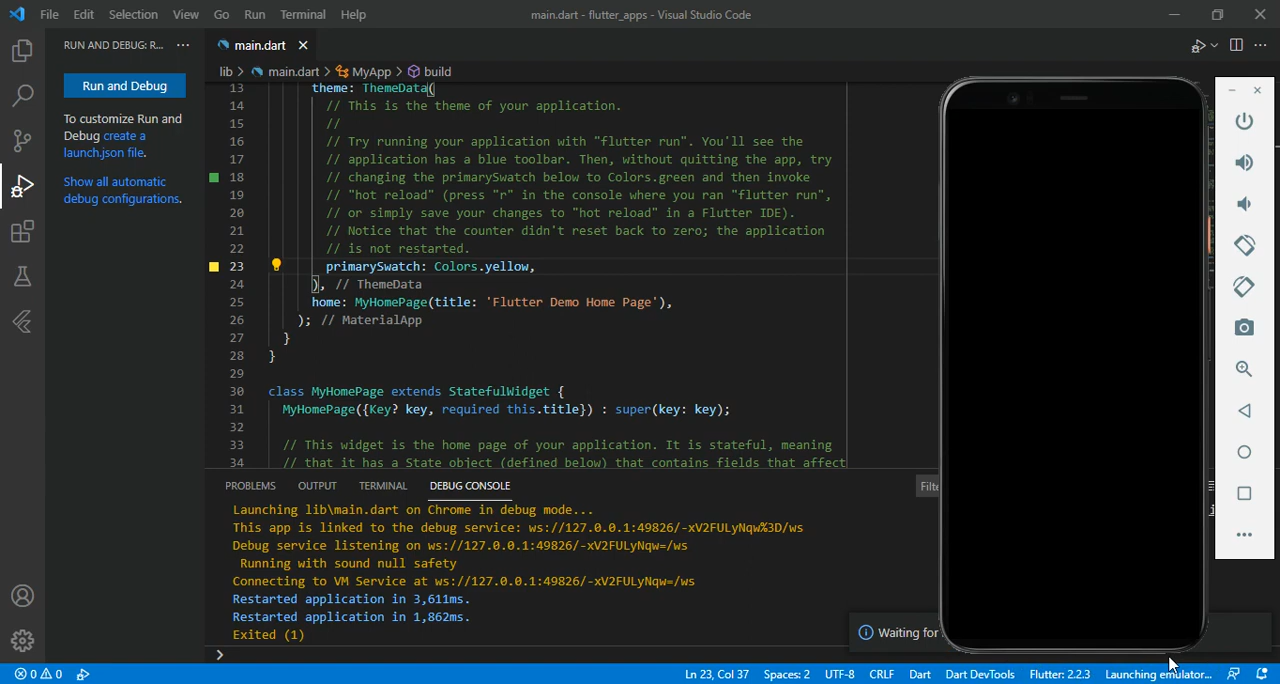 File Edit Selection View Go Run Terminal Help
main.dart - flutter_apps - Visual Studio Code
RUN AND DEBUG: R...
Run and Debug
To customize Run and
Debug create a
launch.json file.
Show all automatic
debug configurations.
main.dart
lib > main.dart > MyApp > build
13 theme: ThemeData(
14 // This is the theme of your application.
15 //
16 // Try running your application with "flutter run". You'll see the
17 // application has a blue toolbar. Then, without quitting the app, try
18 // changing the primarySwatch below to Colors.green and then invoke
19 // "hot reload" (press "r" in the console where you ran "flutter run",
20 // or simply save your changes to "hot reload" in a Flutter IDE).
21 // Notice that the counter didn't reset back to zero; the application
22 // is not restarted.
23 primarySwatch: Colors.yellow,
24 ), // ThemeData
25 home: MyHomePage(title: 'Flutter Demo Home Page'),
26 ); // MaterialApp
27 }
28 }
29
30 class MyHomePage extends StatefulWidget {
31 MyHomePage({Key? key, required this.title}) : super(key: key);
32
33 // This widget is the home page of your application. It is stateful, meaning
34 // that it has a State object (defined below) that contains fields that affect
PROBLEMS OUTPUT TERMINAL DEBUG CONSOLE
Filte
Launching lib\main.dart on Chrome in debug mode...
This app is linked to the debug service: ws://127.0.0.1:49826/-xV2FULyNqw%3D/ws
Debug service listening on ws://127.0.0.1:49826/-xV2FULyNqw=/ws
Running with sound null safety
Connecting to VM Service at ws://127.0.0.1:49826/-xV2FULyNqw=/ws
Restarted application in 3,611ms.
Restarted application in 1,862ms.
Exited (1)
Waiting for
>
0 0
Ln 23, Col 37 Spaces: 2 UTF-8 CRLF Dart Dart DevTools Flutter: 2.2.3 Launching emulator...